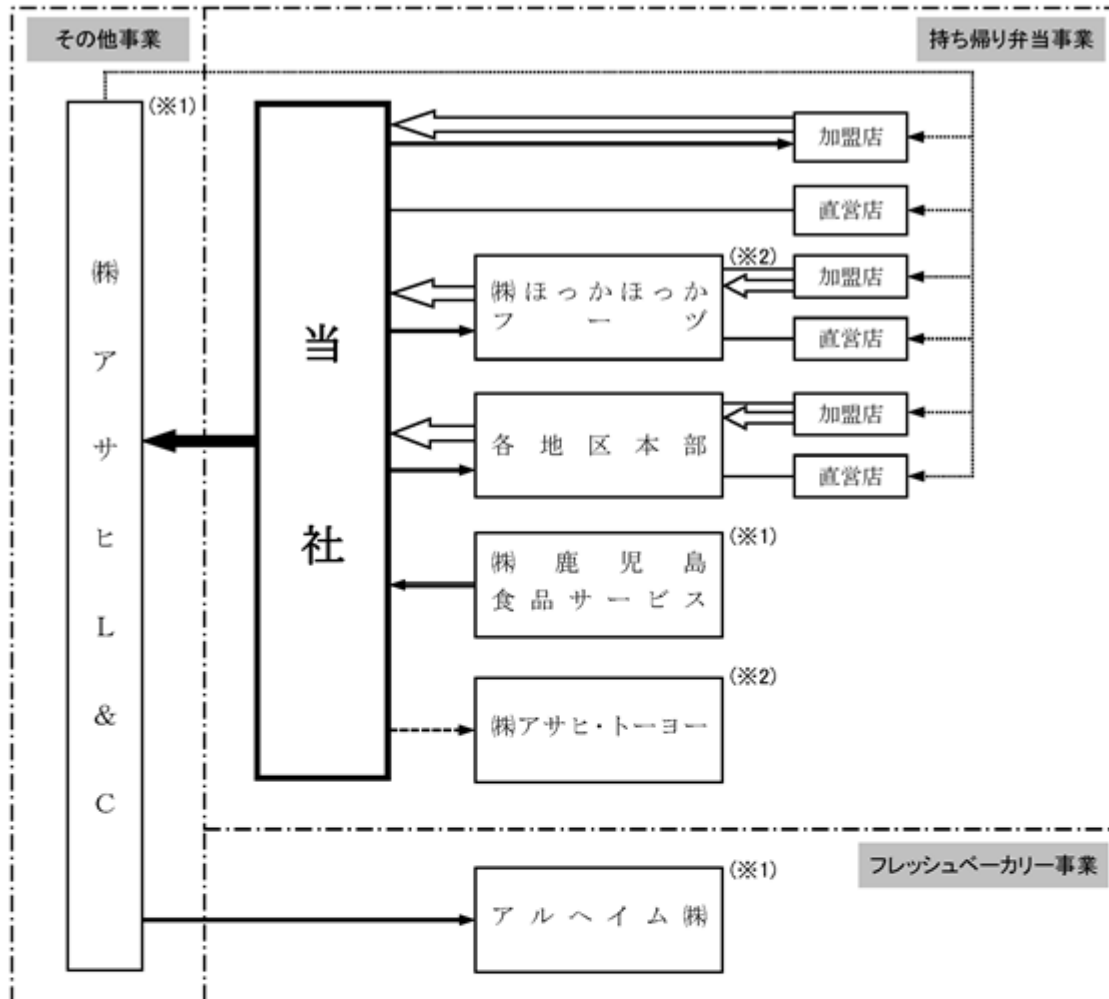 その他事業
持ち帰り弁当事業
(※1)
㈱アサヒL&C
当社
加盟店
直営店
(※2)
㈱ほっかほっか
フーヅ
加盟店
直営店
各地区本部
加盟店
直営店
(※1)
㈱鹿児島
食品サービス
(※2)
㈱アサヒ・トーヨー
フレッシュベーカリー事業
(※1)
アルヘイム㈱